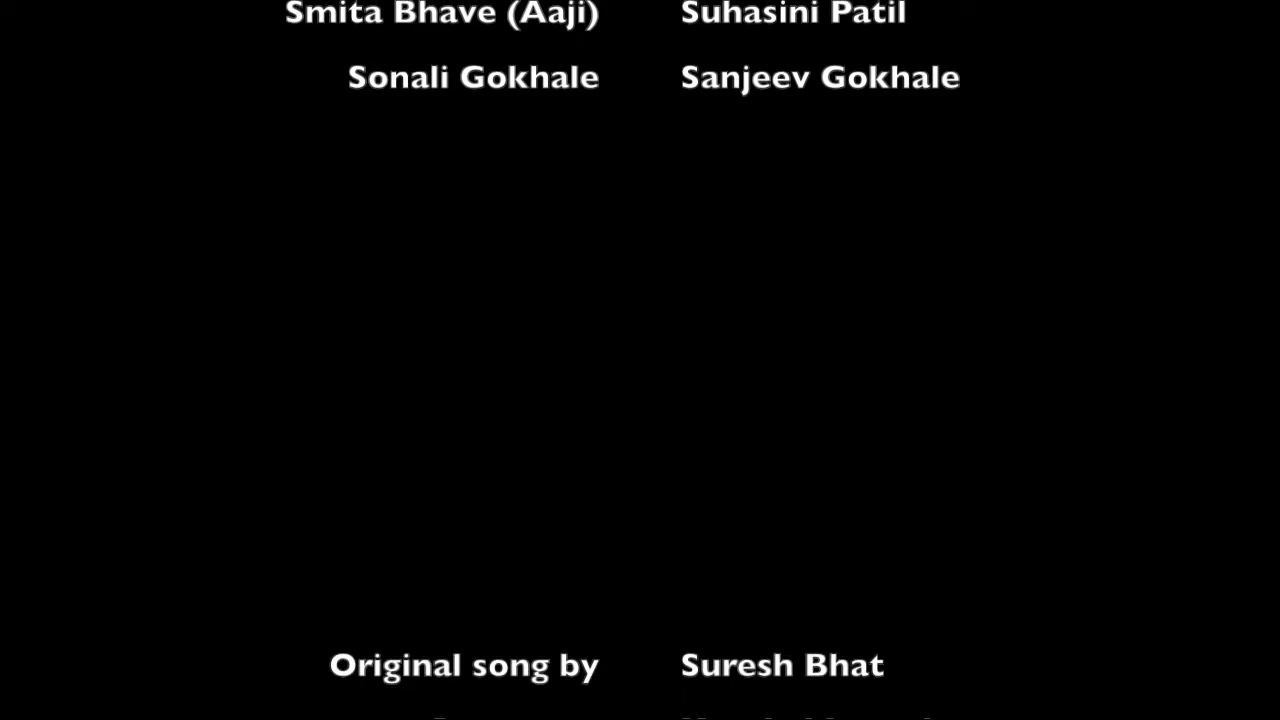 Smita Bhave (Aaji) Suhasini Patil
Sonali Gokhale Sanjeev Gokhale
Original song by Suresh Bhat